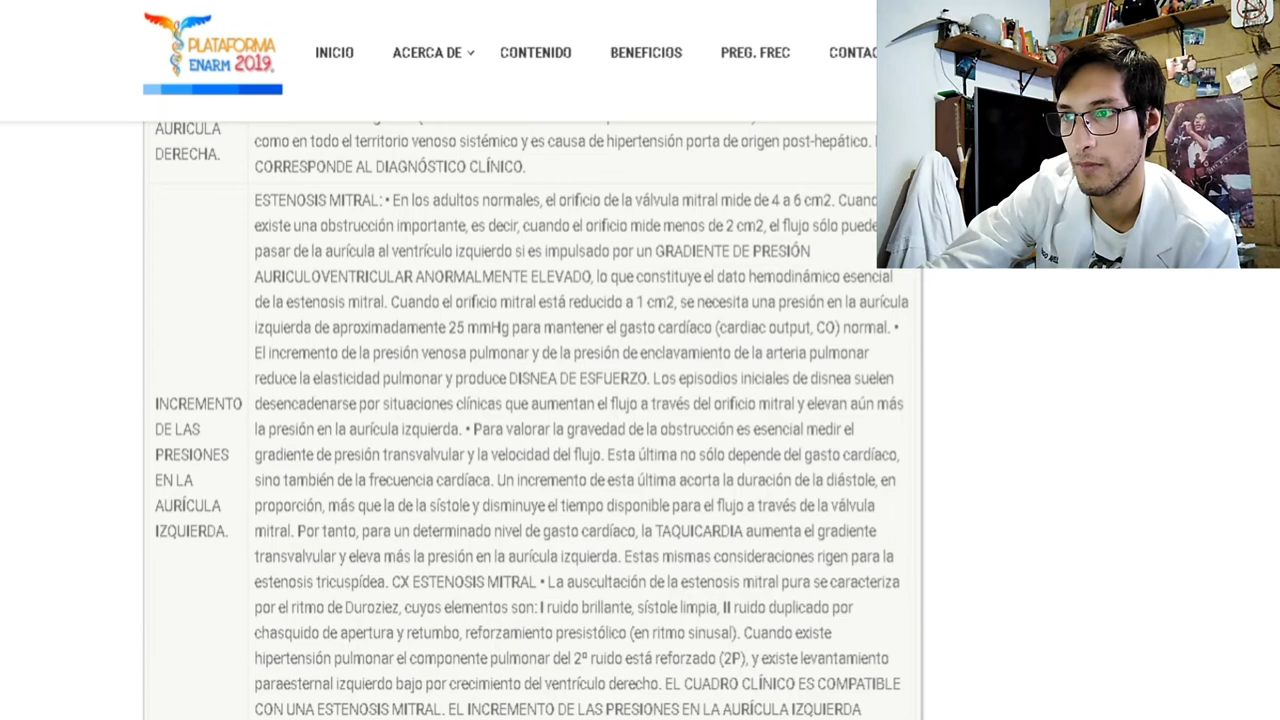 PLATAFORMA
ENARM 2019
INICIO
ACERCA DE
CONTENIDO
BENEFICIOS
PREG. FREC
CONTAC
AURICULA
DERECHA.
como en todo el territorio venoso sistémico y es causa de hipertensión porta de origen post-hepático.
CORRESPONDE AL DIAGNÓSTICO CLÍNICO.
INCREMENTO
DE LAS
PRESIONES
EN LA
AURÍCULA
IZQUIERDA.
ESTENOSIS MITRAL: • En los adultos normales, el orificio de la válvula mitral mide de 4 a 6 cm2. Cuand
existe una obstrucción importante, es decir, cuando el orificio mide menos de 2 cm2, el flujo sólo puede
pasar de la aurícula al ventrículo izquierdo si es impulsado por un GRADIENTE DE PRESIÓN
AURICULOVENTRICULAR ANORMALMENTE ELEVADO, lo que constituye el dato hemodinámico esencial
de la estenosis mitral. Cuando el orificio mitral está reducido a 1 cm2, se necesita una presión en la aurícula
izquierda de aproximadamente 25 mmHg para mantener el gasto cardíaco (cardiac output, CO) normal. •
El incremento de la presión venosa pulmonar y de la presión de enclavamiento de la arteria pulmonar
reduce la elasticidad pulmonar y produce DISNEA DE ESFUERZO. Los episodios iniciales de disnea suelen
desencadenarse por situaciones clínicas que aumentan el flujo a través del orificio mitral y elevan aún más
la presión en la aurícula izquierda. • Para valorar la gravedad de la obstrucción es esencial medir el
gradiente de presión transvalvular y la velocidad del flujo. Esta última no sólo depende del gasto cardíaco,
sino también de la frecuencia cardíaca. Un incremento de esta última acorta la duración de la diástole, en
proporción, más que la de la sístole y disminuye el tiempo disponible para el flujo a través de la válvula
mitral. Por tanto, para un determinado nivel de gasto cardíaco, la TAQUICARDIA aumenta el gradiente
transvalvular y eleva más la presión en la aurícula izquierda. Estas mismas consideraciones rigen para la
estenosis tricuspídea. CX ESTENOSIS MITRAL • La auscultación de la estenosis mitral pura se caracteriza
por el ritmo de Duroziez, cuyos elementos son: I ruido brillante, sístole limpia, II ruido duplicado por
chasquido de apertura y retumbo, reforzamiento presistólico (en ritmo sinusal). Cuando existe
hipertensión pulmonar el componente pulmonar del 2º ruido está reforzado (2P), y existe levantamiento
paraesternal izquierdo bajo por crecimiento del ventrículo derecho. EL CUADRO CLÍNICO ES COMPATIBLE
CON UNA ESTENOSIS MITRAL. EL INCREMENTO DE LAS PRESIONES EN LA AURÍCULA IZQUIERDA